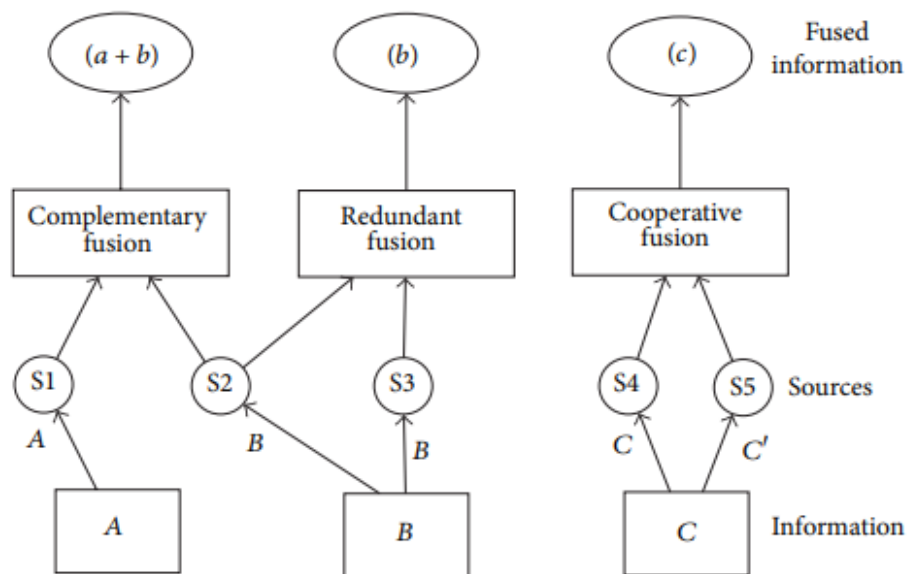 (a + b)
(b)
(c)
Fused
information
Complementary
fusion
Redundant
fusion
Cooperative
fusion
S1
S2
S3
S4
S5
Sources
A
B
B
C
C′
A
B
C
Information